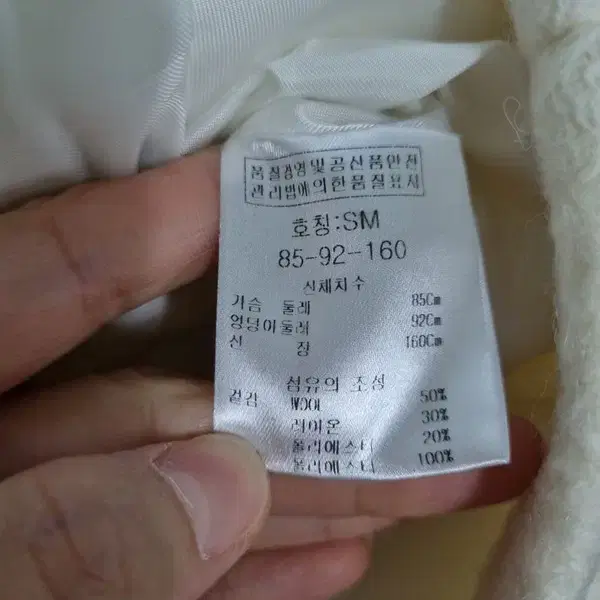 품질경영및공산품안전
관리법에의한품질표시
호칭:SM
85-92-160
신체치수
가슴 둘레 85Cm
엉덩이둘레 92Cm
신 장 160Cm
섬유의 조성
겉감 WOOl 50%
레이온 30%
폴리에스터 20%
폴리에스터 100%